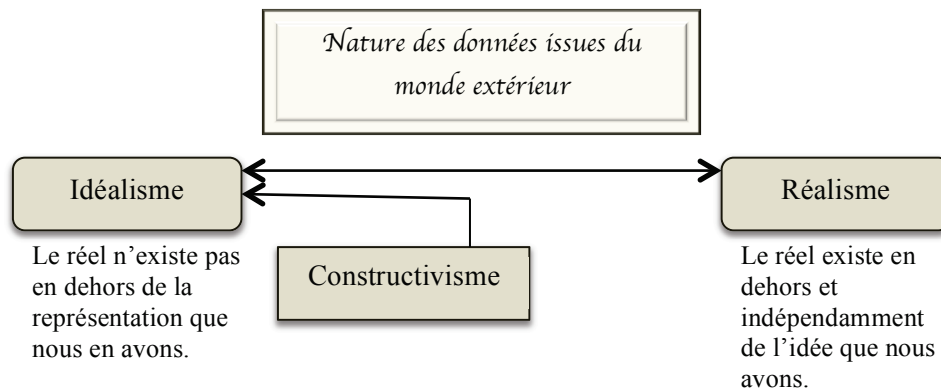 Nature des données issues du
monde extérieur
Idéalisme
Réalisme
Le réel n’existe pas
en dehors de la
représentation que
nous en avons.
Constructivisme
Le réel existe en
dehors et
indépendamment
de l’idée que nous
avons.